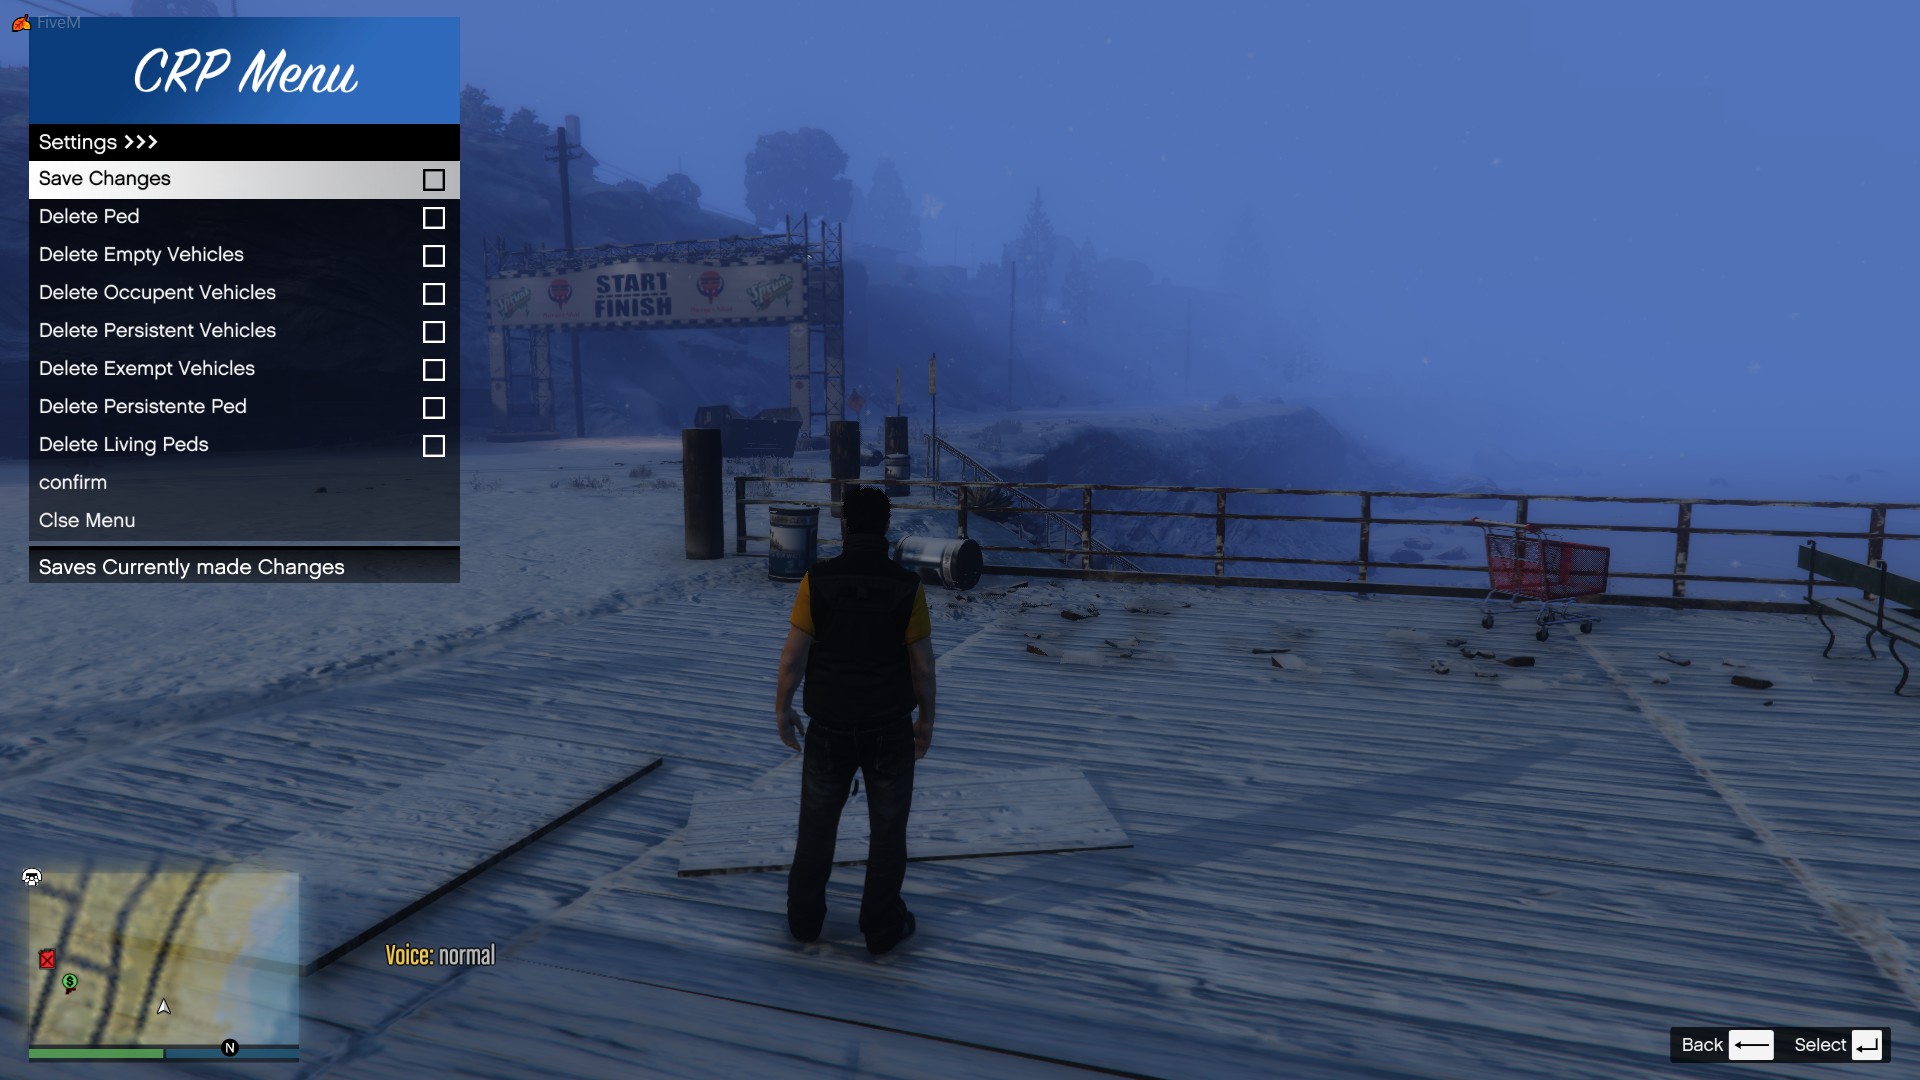 FiveM
CRP Menu
Settings >>>
Save Changes
Delete Ped
Delete Empty Vehicles
Delete Occupent Vehicles
Delete Persistent Vehicles
Delete Exempt Vehicles
Delete Persistente Ped
Delete Living Peds
confirm
Clse Menu
Saves Currently made Changes
START
FINISH
Sprunk
Sprunk
Voice: normal
N
Back
Select